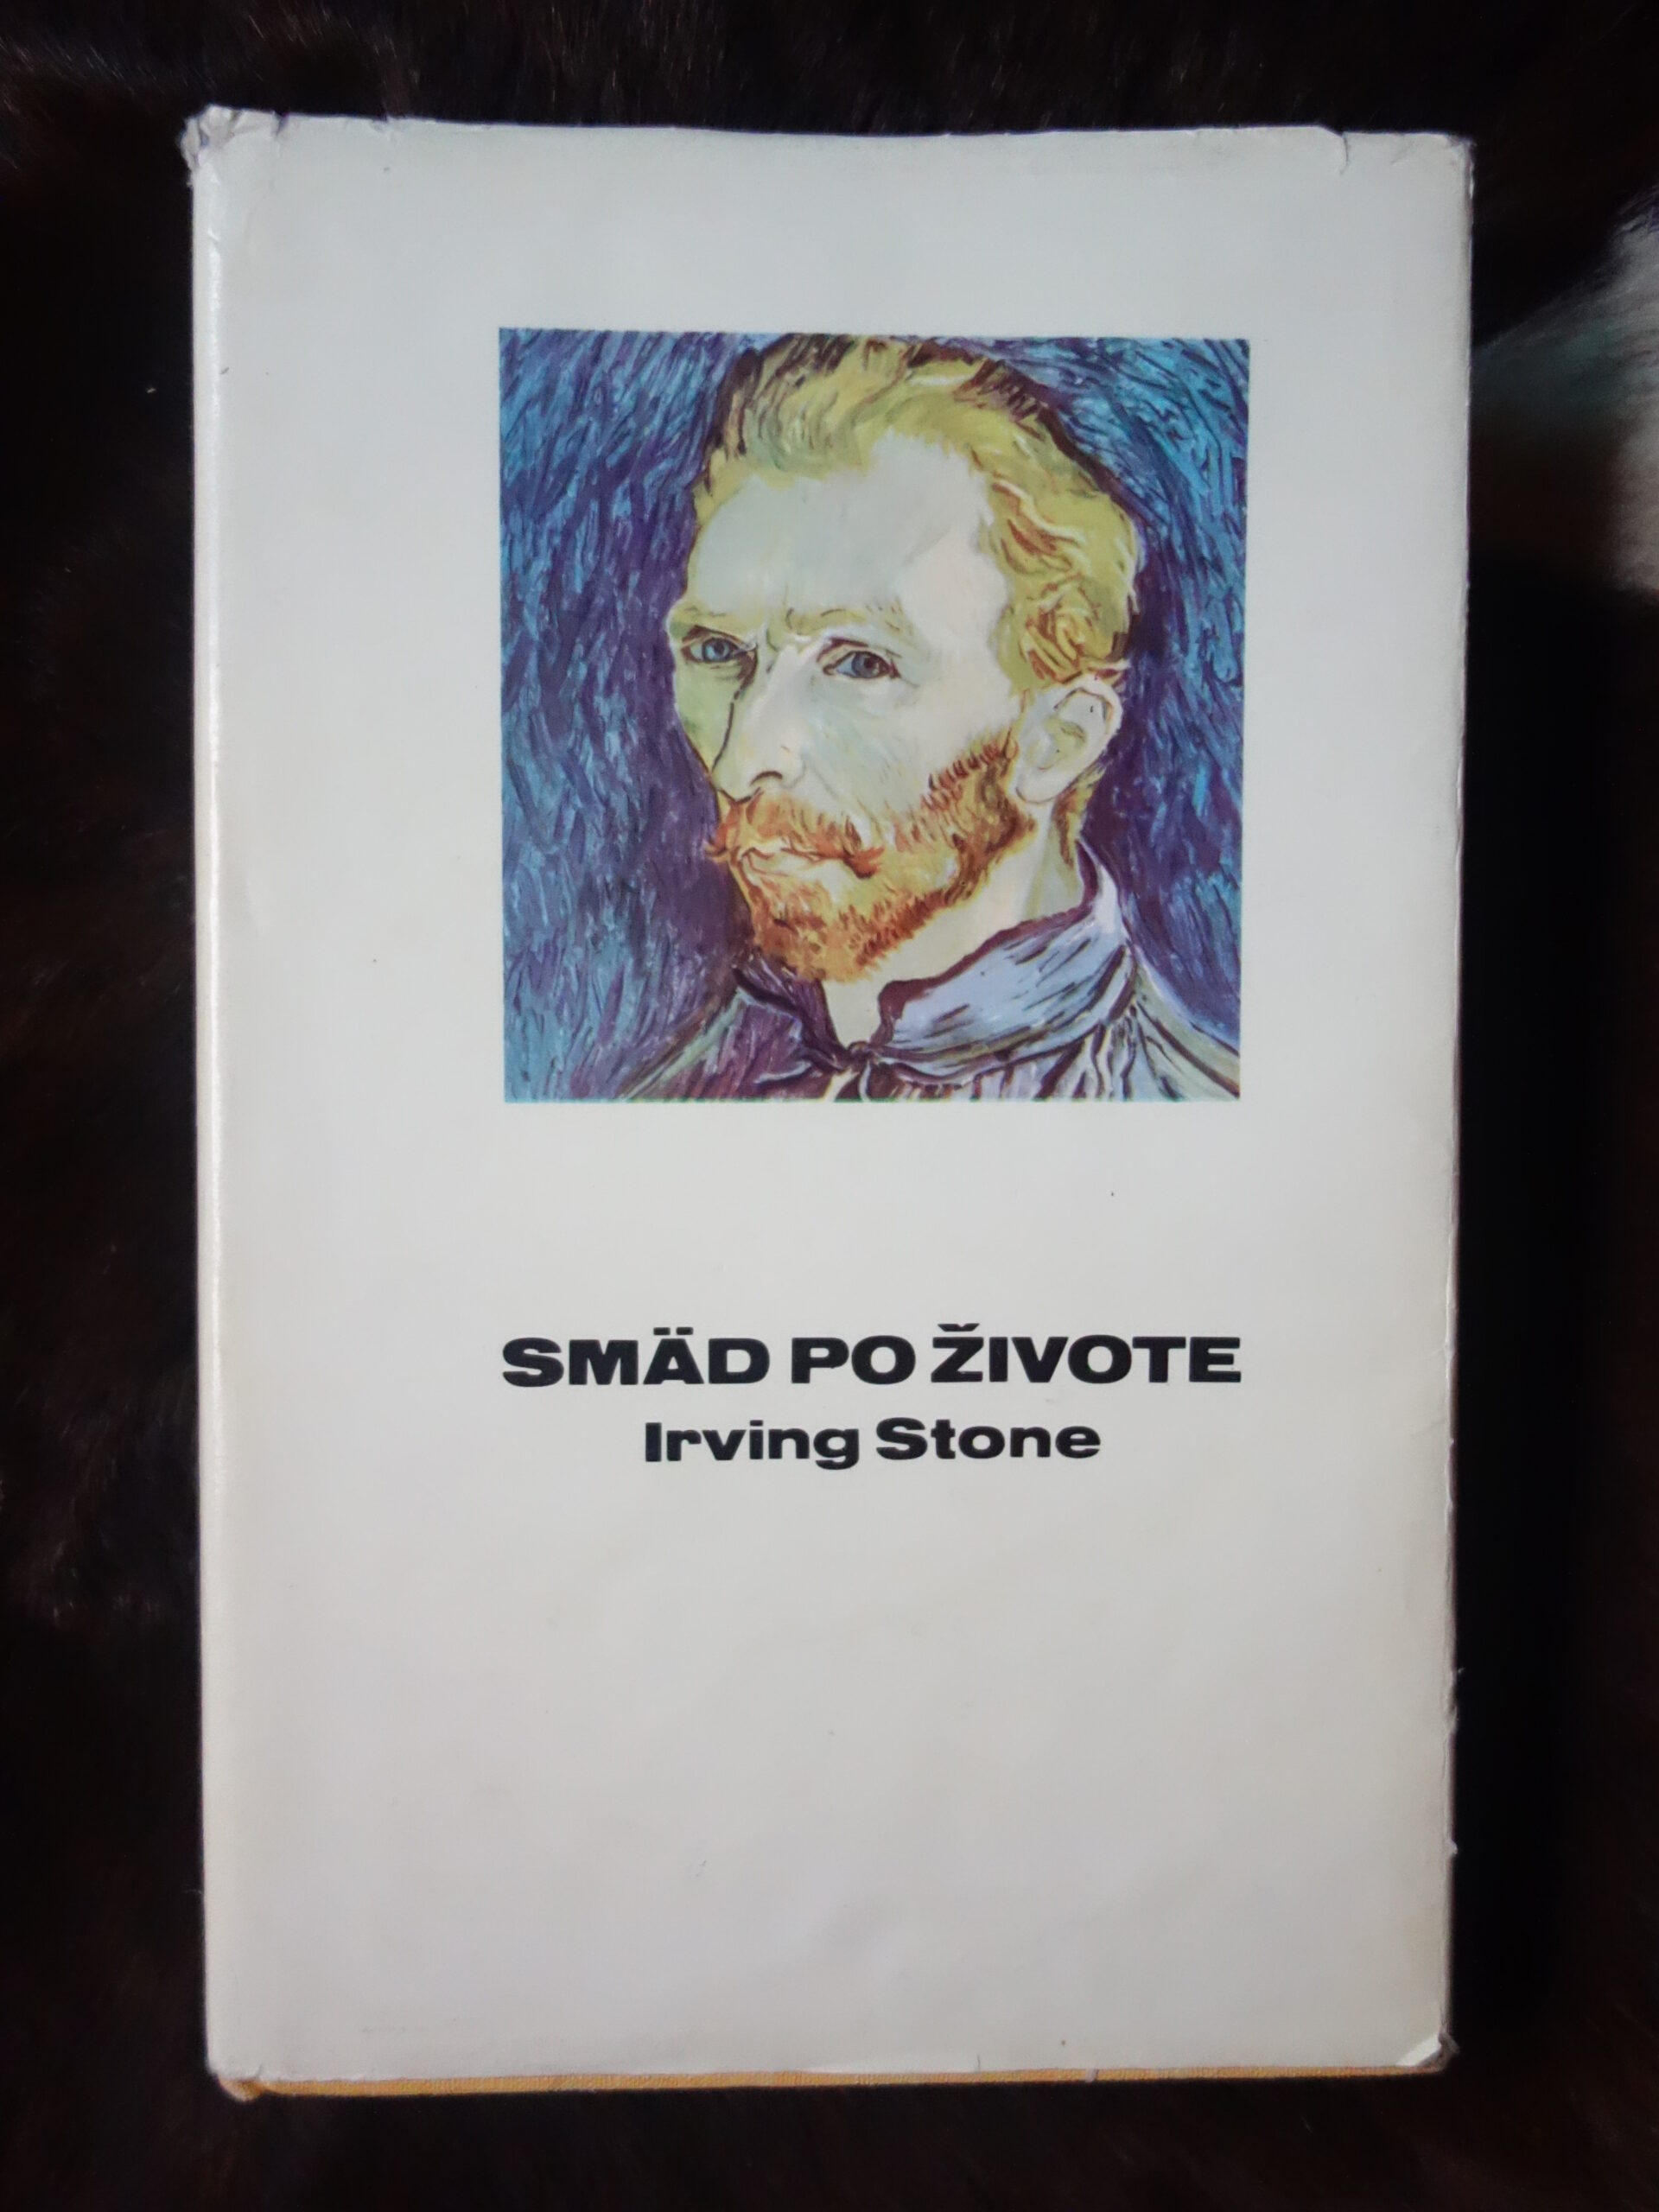 SMÄD PO ŽIVOTE
Irving Stone